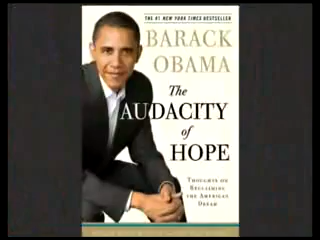 THE #1 NEW YORK TIMES BESTSELLER
BARACK
OBAMA
The
AUDACITY
of
HOPE
THOUGHTS ON
RECLAIMING
THE AMERICAN
DREAM